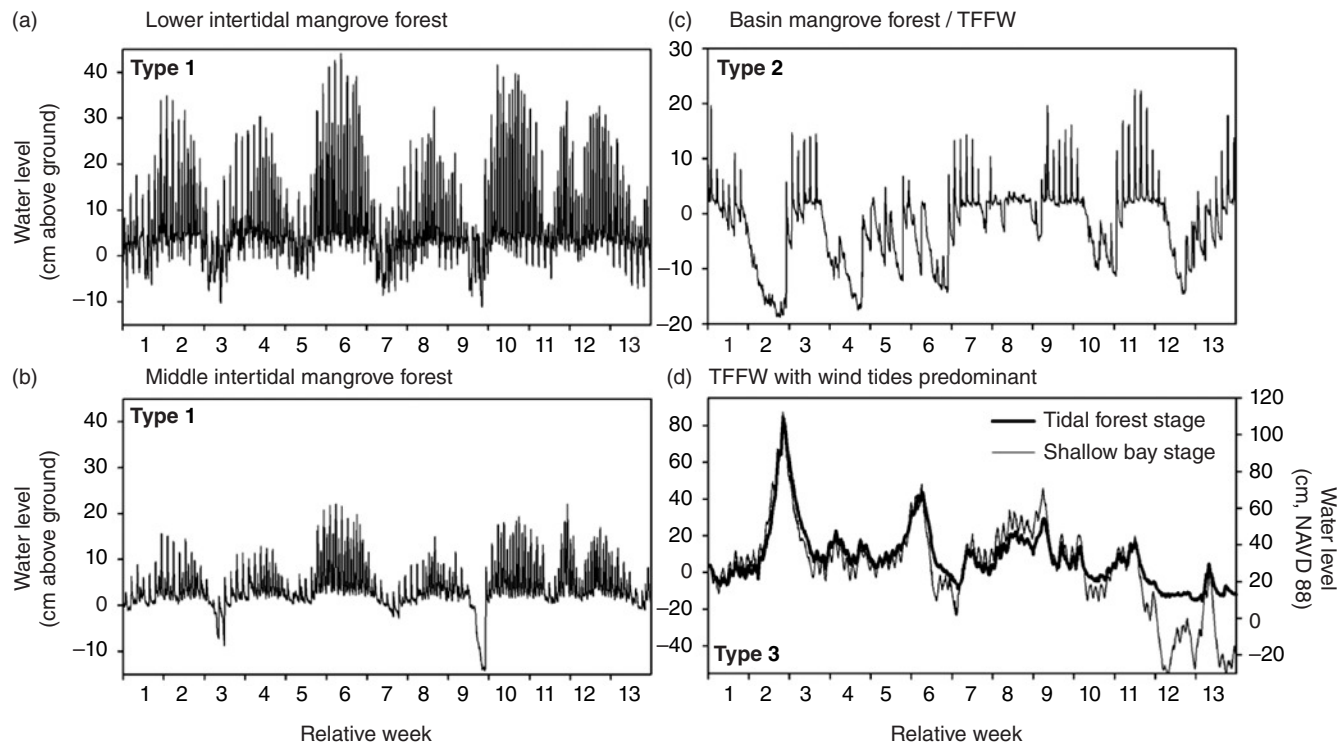 (a) Lower intertidal mangrove forest
Type 1
Water level
(cm above ground)
40
30
20
10
0
−10
1 2 3 4 5 6 7 8 9 10 11 12 13
(b) Middle intertidal mangrove forest
Type 1
Water level
(cm above ground)
40
30
20
10
0
−10
1 2 3 4 5 6 7 8 9 10 11 12 13
Relative week
(c) Basin mangrove forest / TFFW
Type 2
30
20
10
0
−10
−20
1 2 3 4 5 6 7 8 9 10 11 12 13
(d) TFFW with wind tides predominant
Tidal forest stage
Shallow bay stage
Type 3
80
60
40
20
0
−20
−40
120
100
80
60
40
20
0
−20
Water level
(cm, NAVD 88)
1 2 3 4 5 6 7 8 9 10 11 12 13
Relative week